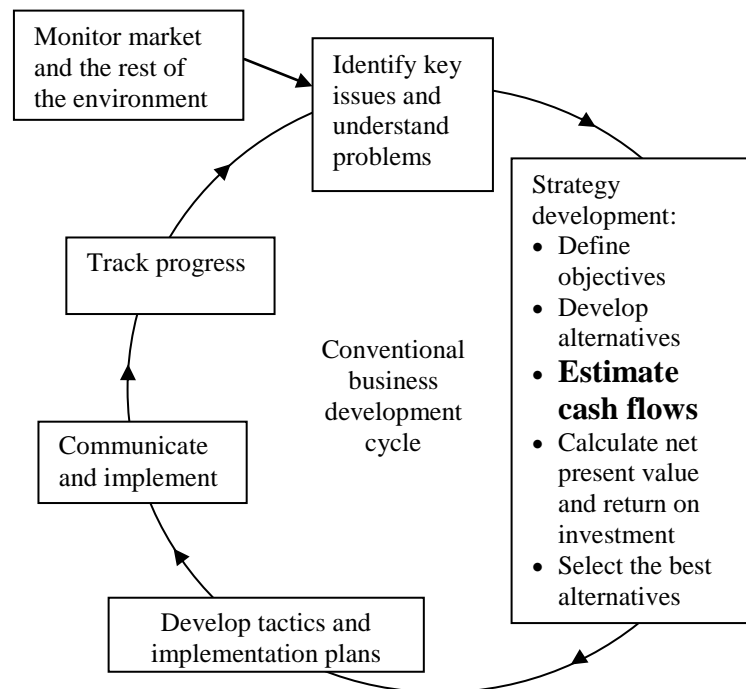 Monitor market
and the rest of
the environment
Identify key
issues and
understand
problems
Strategy
development:
• Define
objectives
• Develop
alternatives
• Estimate
cash flows
• Calculate net
present value
and return on
investment
• Select the best
alternatives
Track progress
Conventional
business
development
cycle
Communicate
and implement
Develop tactics and
implementation plans